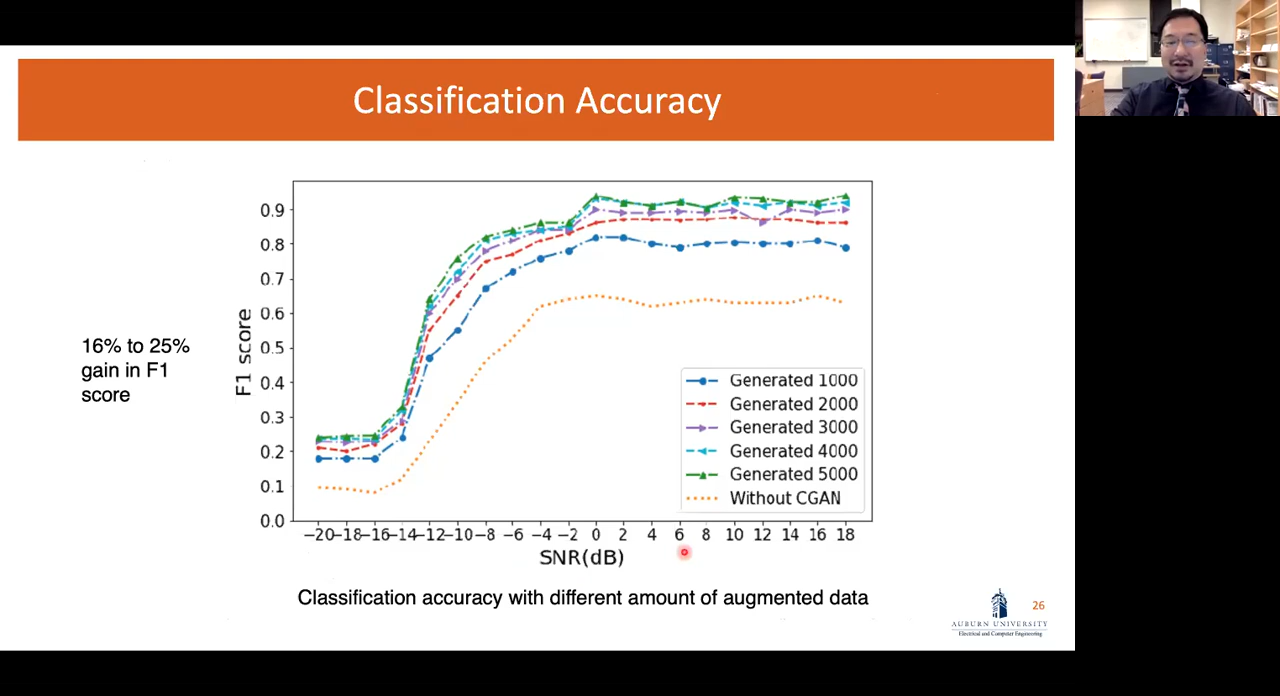 Classification Accuracy
16% to 25%
gain in F1
score
F1 score
0.9
0.8
0.7
0.6
0.5
0.4
0.3
0.2
0.1
0.0
−20 −18 −16 −14 −12 −10 −8 −6 −4 −2 0 2 4 6 8 10 12 14 16 18
SNR(dB)
Generated 1000
Generated 2000
Generated 3000
Generated 4000
Generated 5000
Without CGAN
Classification accuracy with different amount of augmented data
AUBURN UNIVERSITY
Electrical and Computer Engineering
26